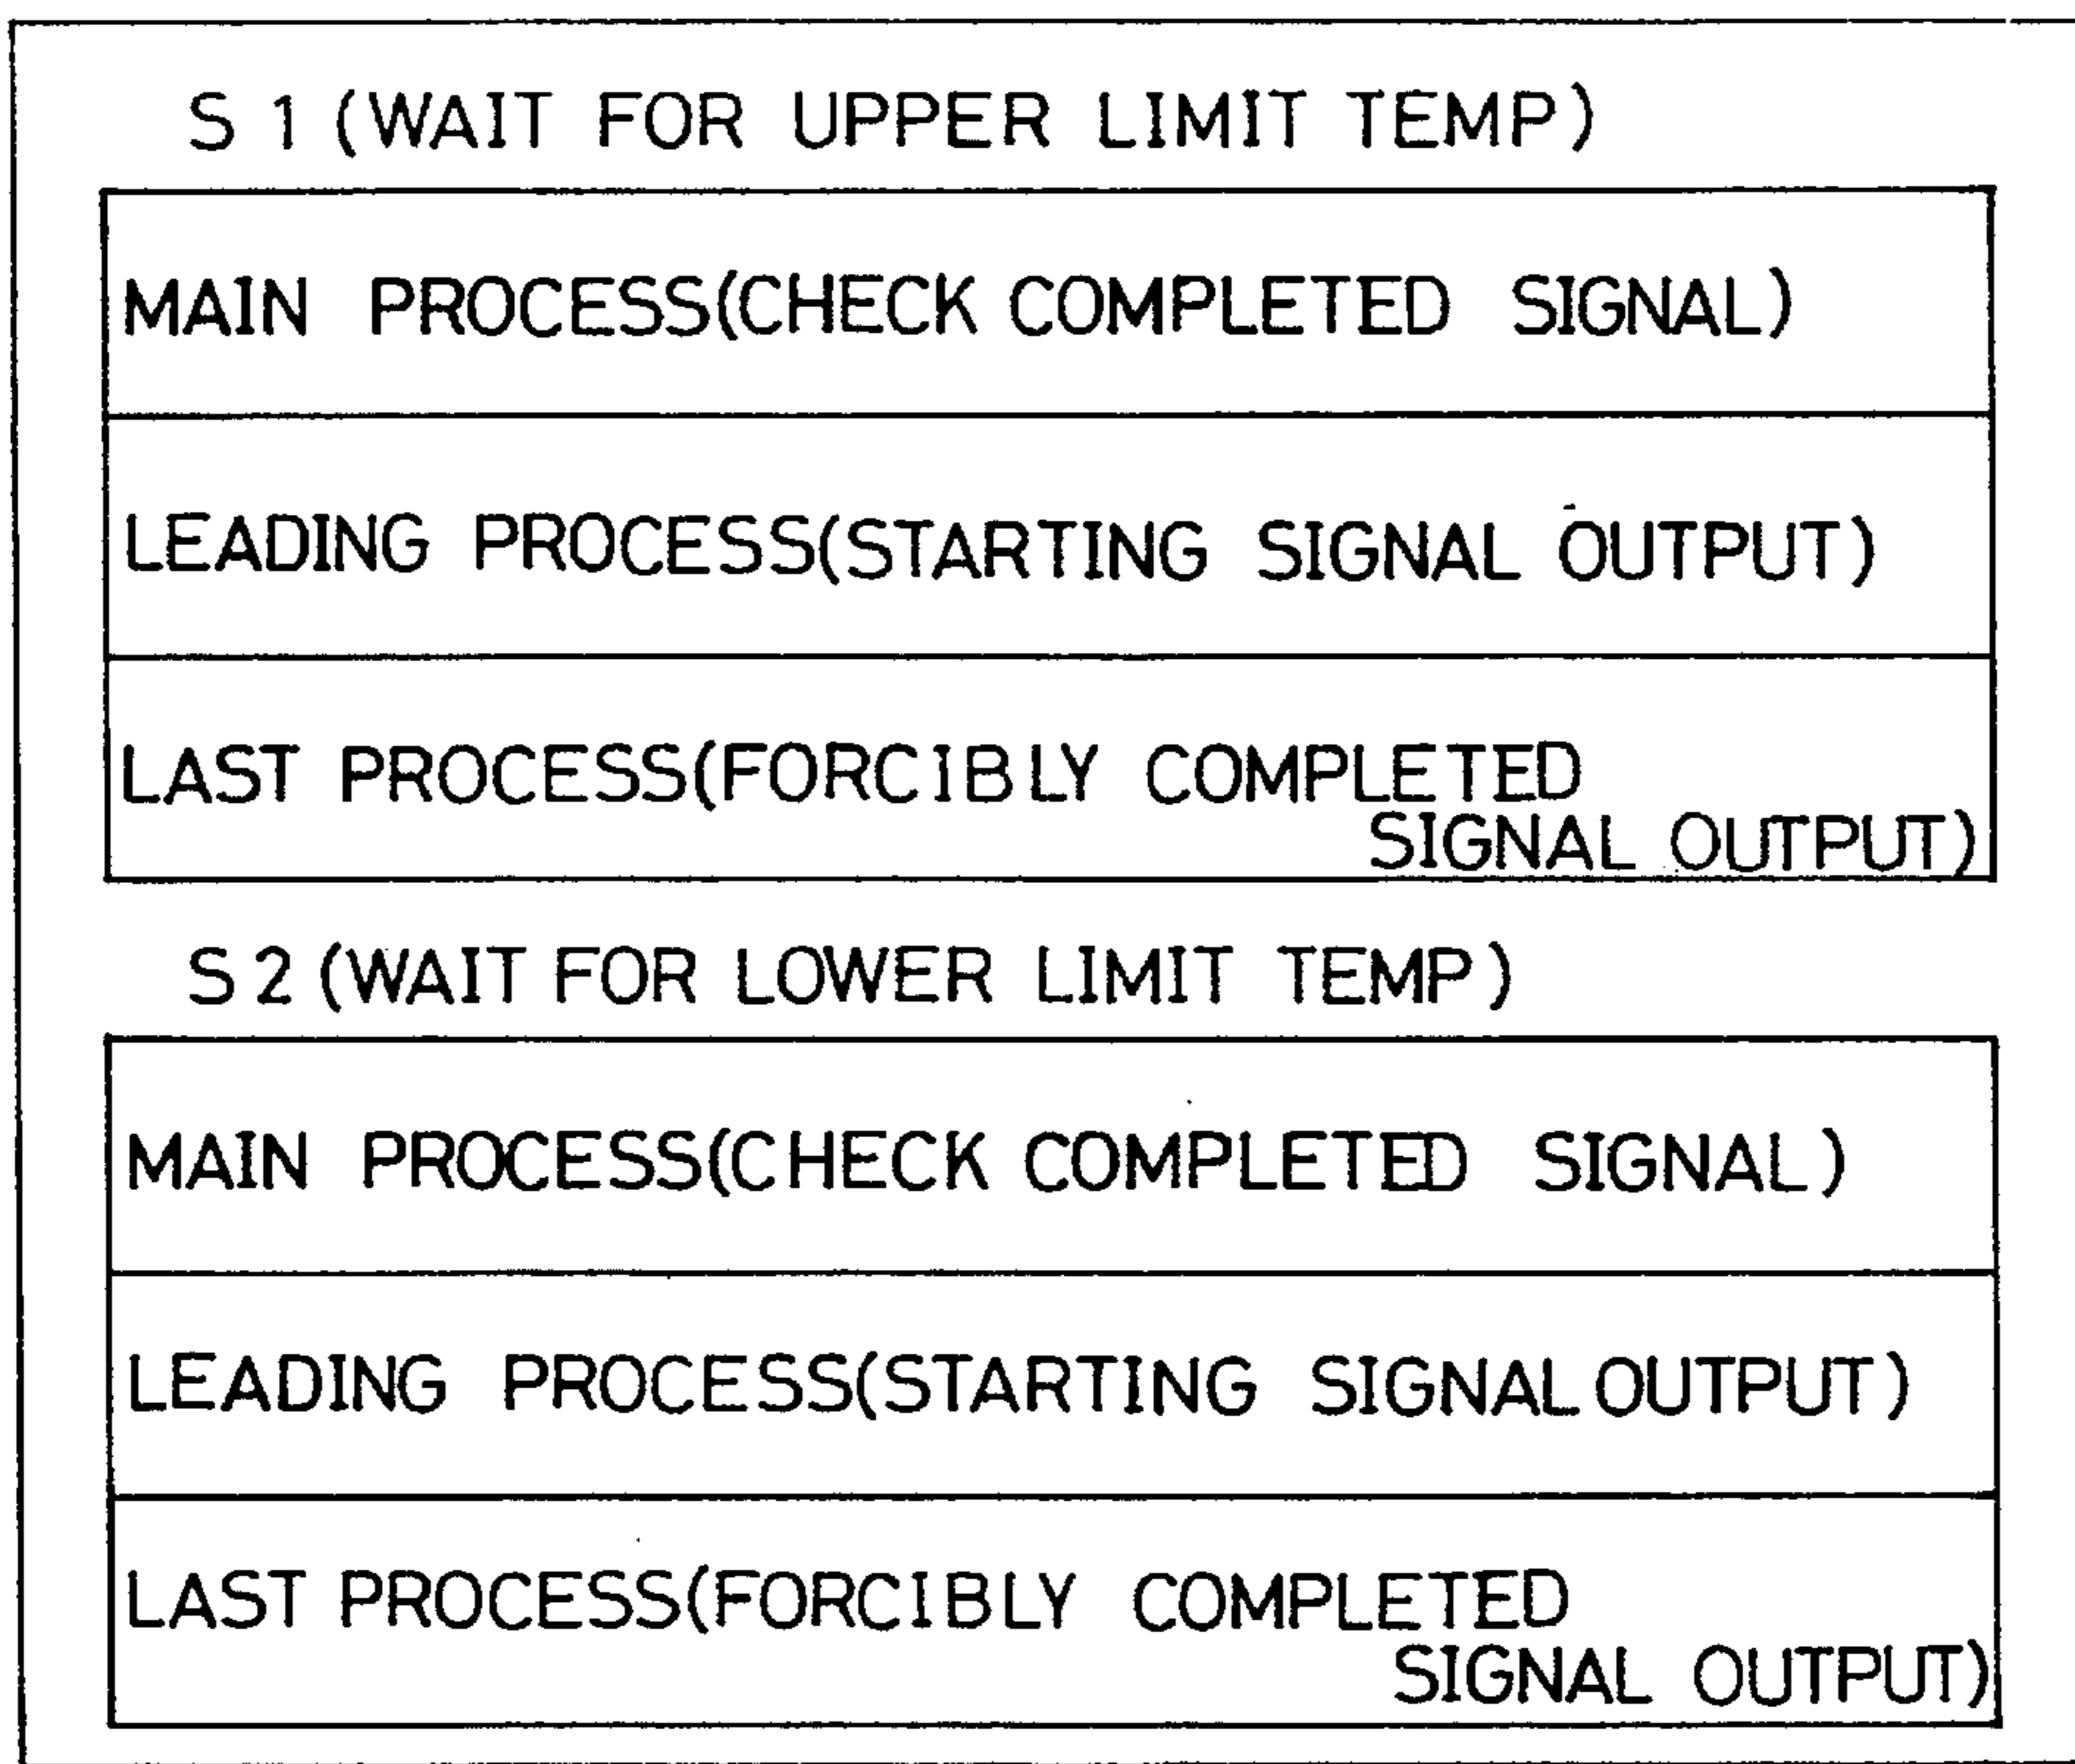 S 1 (WAIT FOR UPPER LIMIT TEMP)
MAIN PROCESS(CHECK COMPLETED SIGNAL)
LEADING PROCESS(STARTING SIGNAL OUTPUT)
LAST PROCESS(FORCIBLY COMPLETED
SIGNAL OUTPUT)
S 2 (WAIT FOR LOWER LIMIT TEMP)
MAIN PROCESS(CHECK COMPLETED SIGNAL)
LEADING PROCESS(STARTING SIGNAL OUTPUT)
LAST PROCESS(FORCIBLY COMPLETED
SIGNAL OUTPUT)